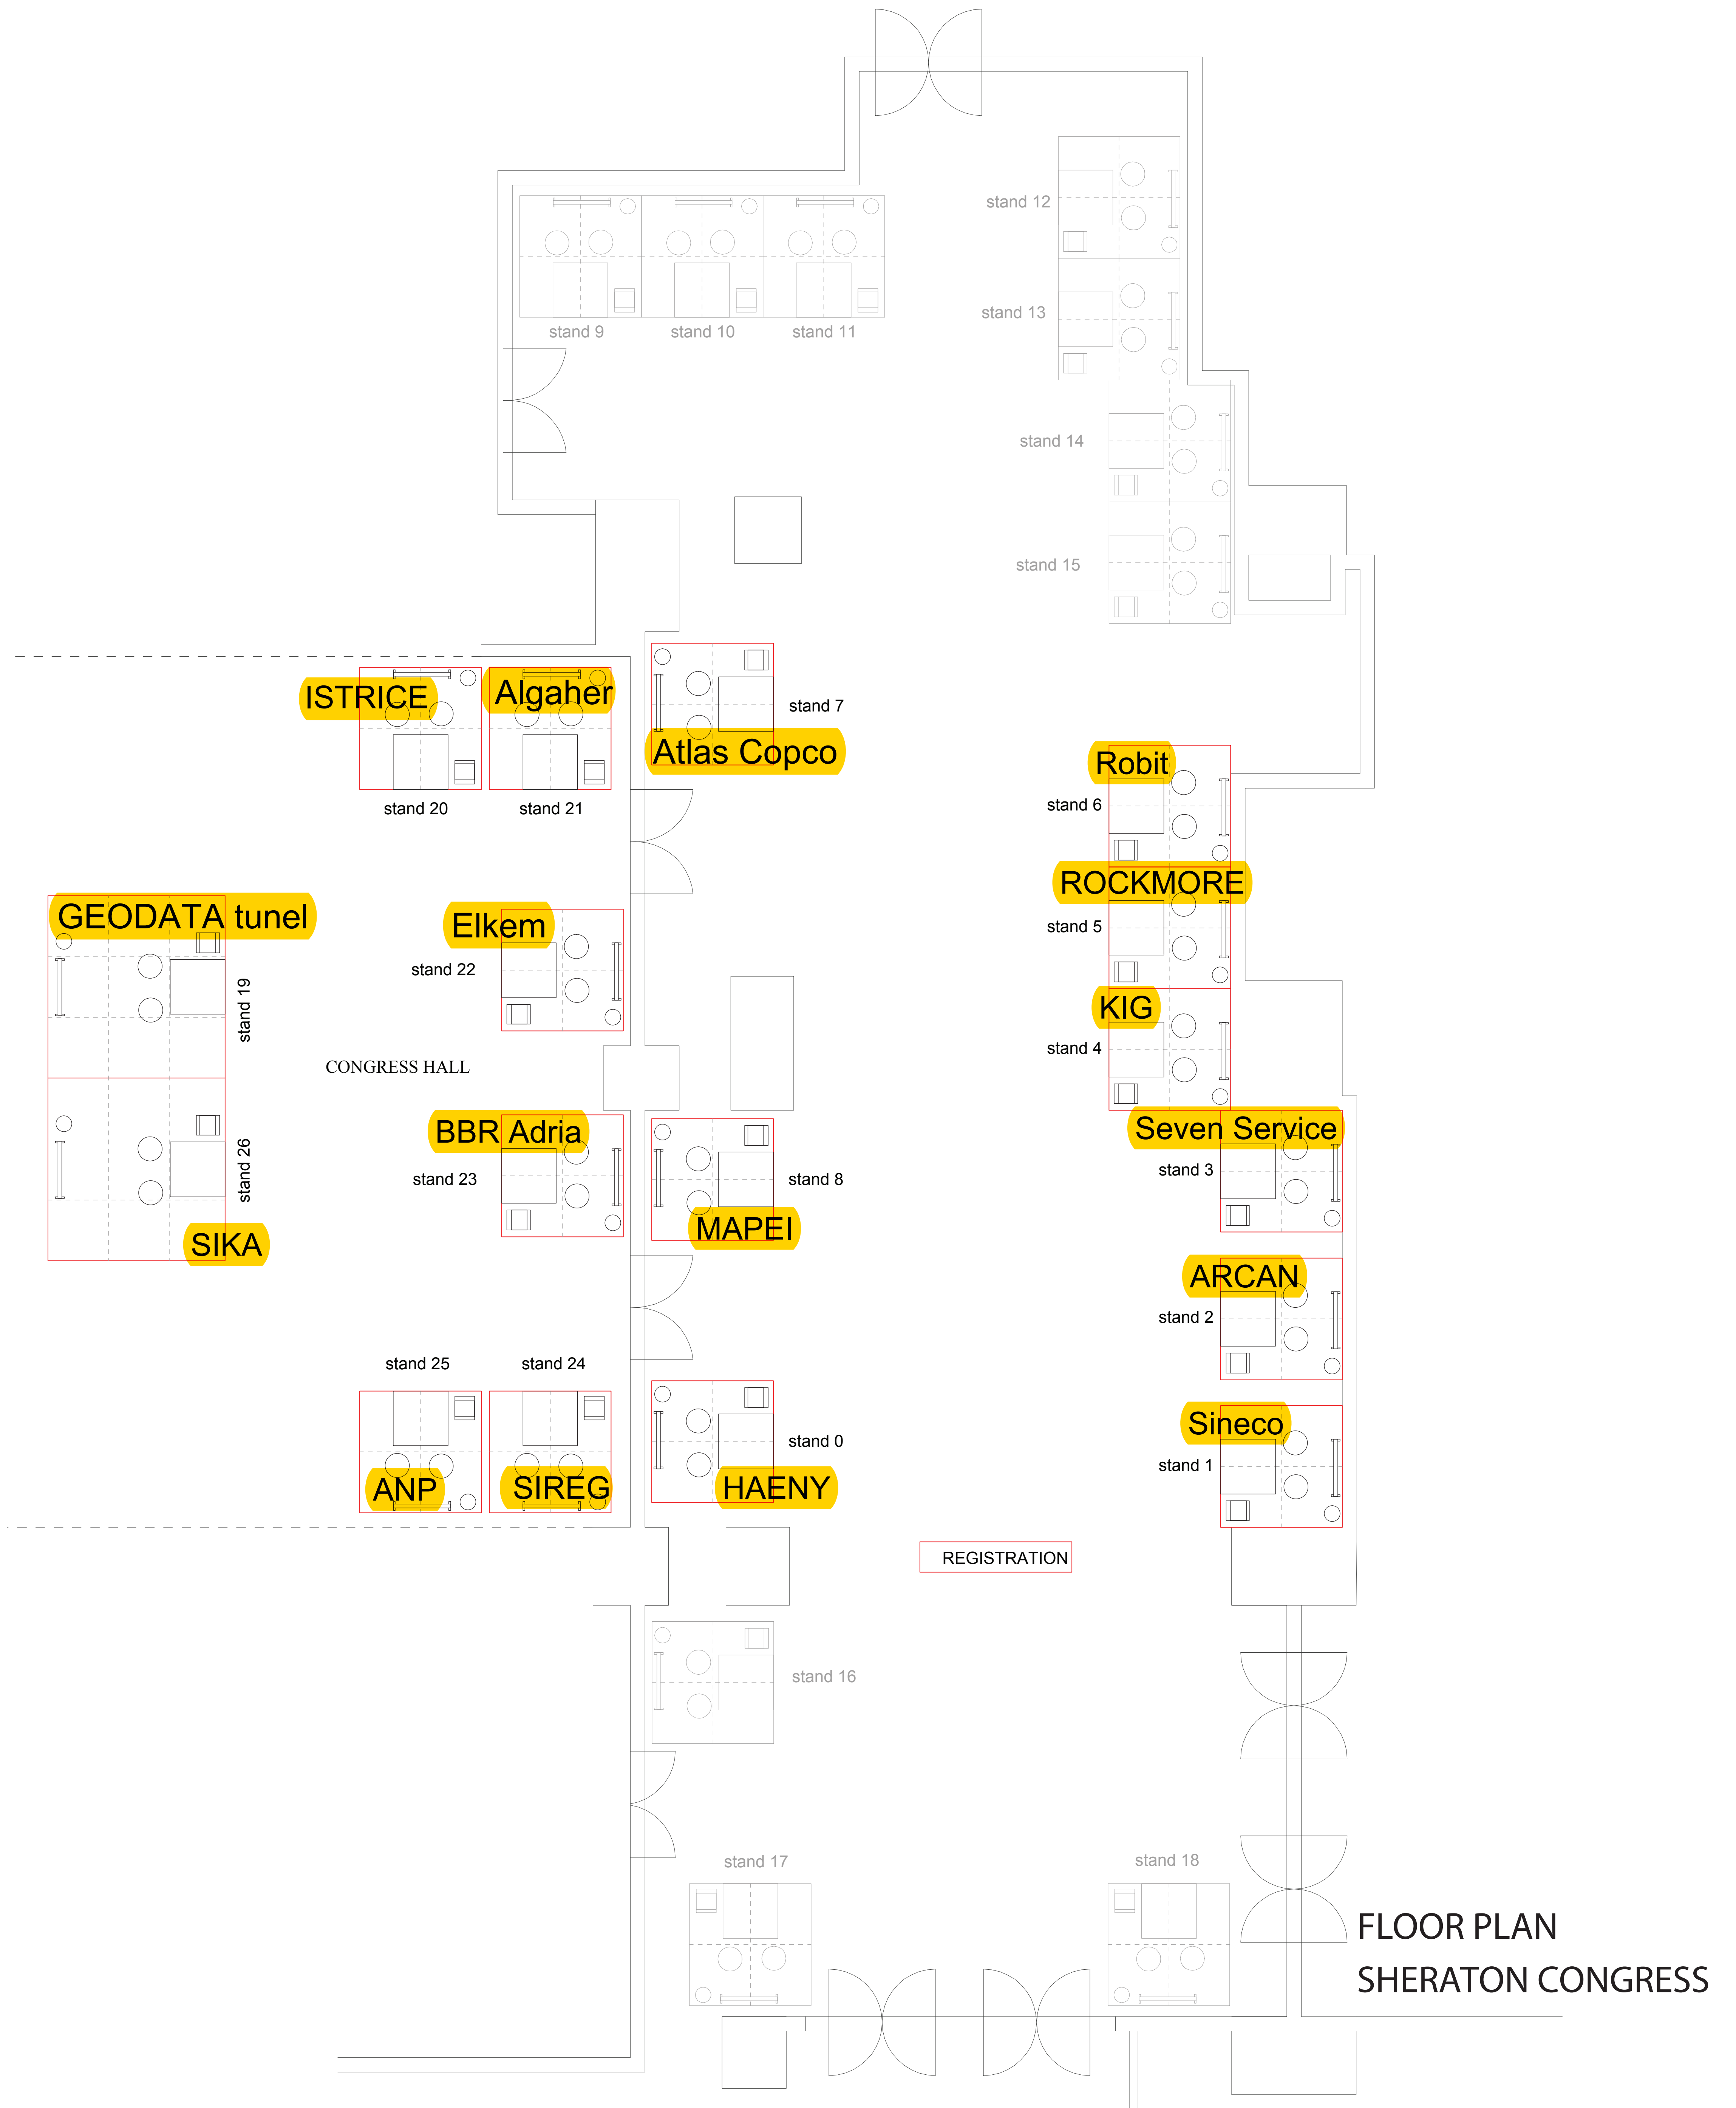 stand 12
stand 9
stand 10
stand 11
stand 13
stand 14
stand 15
ISTRICE
Algaher
stand 7
Atlas Copco
Robit
stand 6
stand 20
stand 21
ROCKMORE
GEODATA tunel
Elkem
stand 5
stand 22
stand 19
KIG
stand 4
CONGRESS HALL
BBR Adria
Seven Service
stand 26
stand 23
stand 8
stand 3
MAPEI
SIKA
ARCAN
stand 2
stand 25
stand 24
Sineco
stand 0
stand 1
ANP
SIREG
HAENY
REGISTRATION
stand 16
stand 17
stand 18
FLOOR PLAN
SHERATON CONGRESS